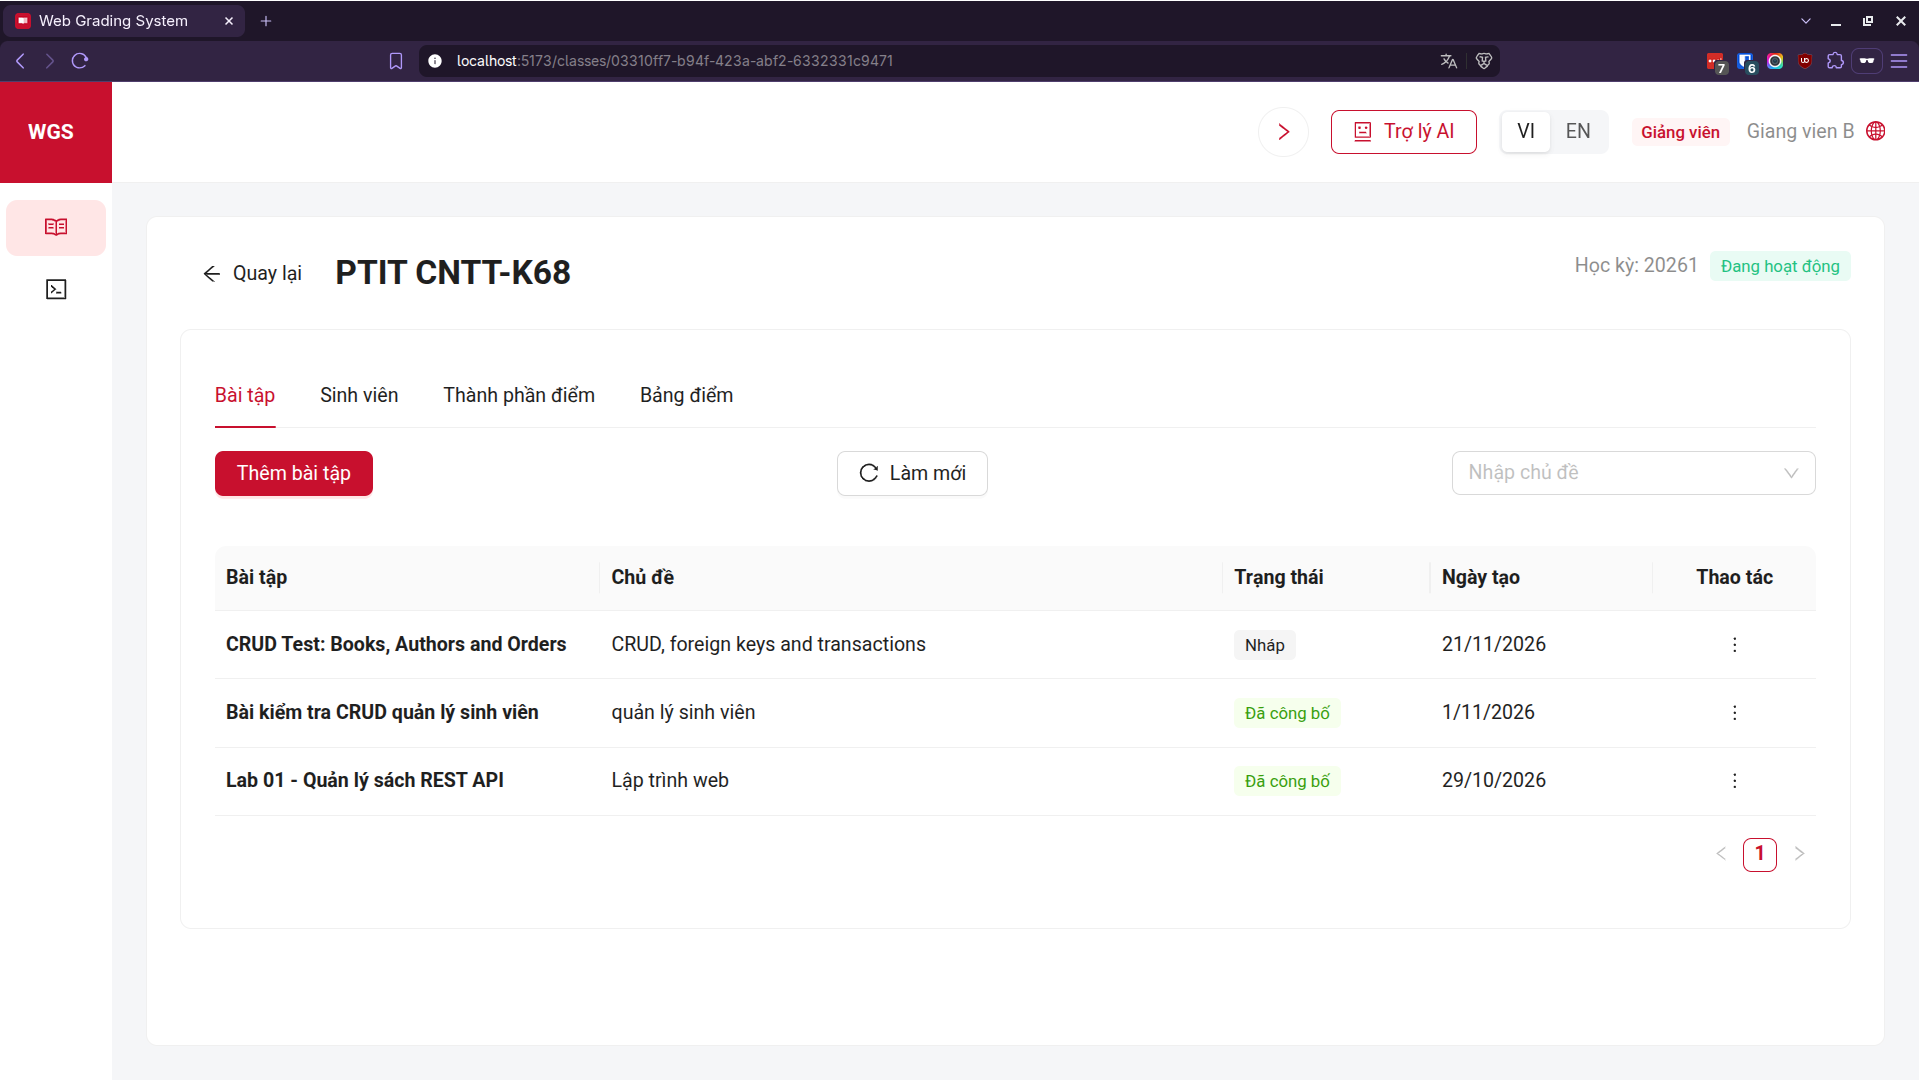 Web Grading System
localhost:5173/classes/03310ff7-b94f-423a-abf2-6332331c9471
7
6
WGS
Trợ lý AI
VI
EN
Giảng viên
Giang vien B
Quay lại
PTIT CNTT-K68
Học kỳ: 20261
Đang hoạt động
Bài tập
Sinh viên
Thành phần điểm
Bảng điểm
Thêm bài tập
Làm mới
Nhập chủ đề
Bài tập
Chủ đề
Trạng thái
Ngày tạo
Thao tác
CRUD Test: Books, Authors and Orders
CRUD, foreign keys and transactions
Nháp
21/11/2026
Bài kiểm tra CRUD quản lý sinh viên
quản lý sinh viên
Đã công bố
1/11/2026
Lab 01 - Quản lý sách REST API
Lập trình web
Đã công bố
29/10/2026
1